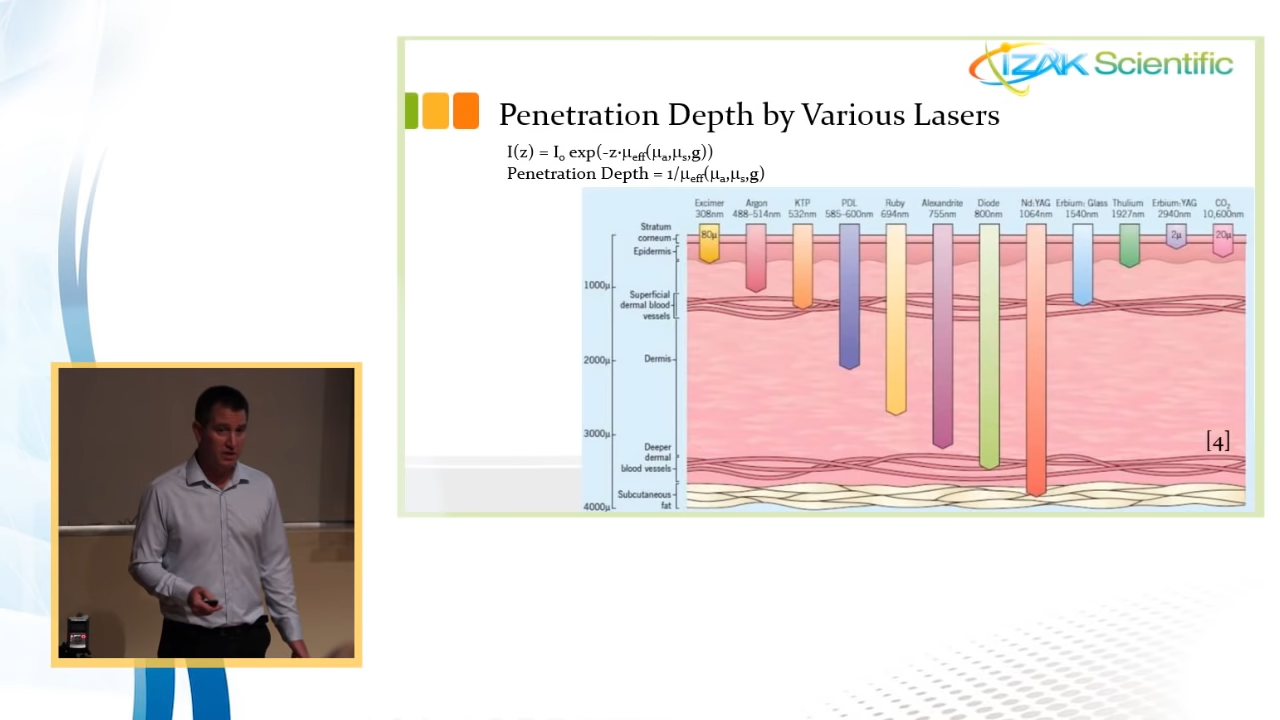 IZAK Scientific
Penetration Depth by Various Lasers
I(z) = Iₒ exp(-z·μeff(μa,μs,g))
Penetration Depth = 1/μeff(μa,μs,g)
Excimer Argon KTP PDL Ruby Alexandrite Diode Nd:YAG Erbium: Glass Thulium Erbium:YAG CO₂
308nm 488–514nm 532nm 585–600nm 694nm 755nm 800nm 1064nm 1540nm 1927nm 2940nm 10,600nm
Stratum
corneum
80μ 2μ 20μ
Epidermis
1000μ
Superficial
dermal blood
vessels
2000μ
Dermis
3000μ
[4]
Deeper
dermal
blood vessels
Subcutaneous
fat
4000μ